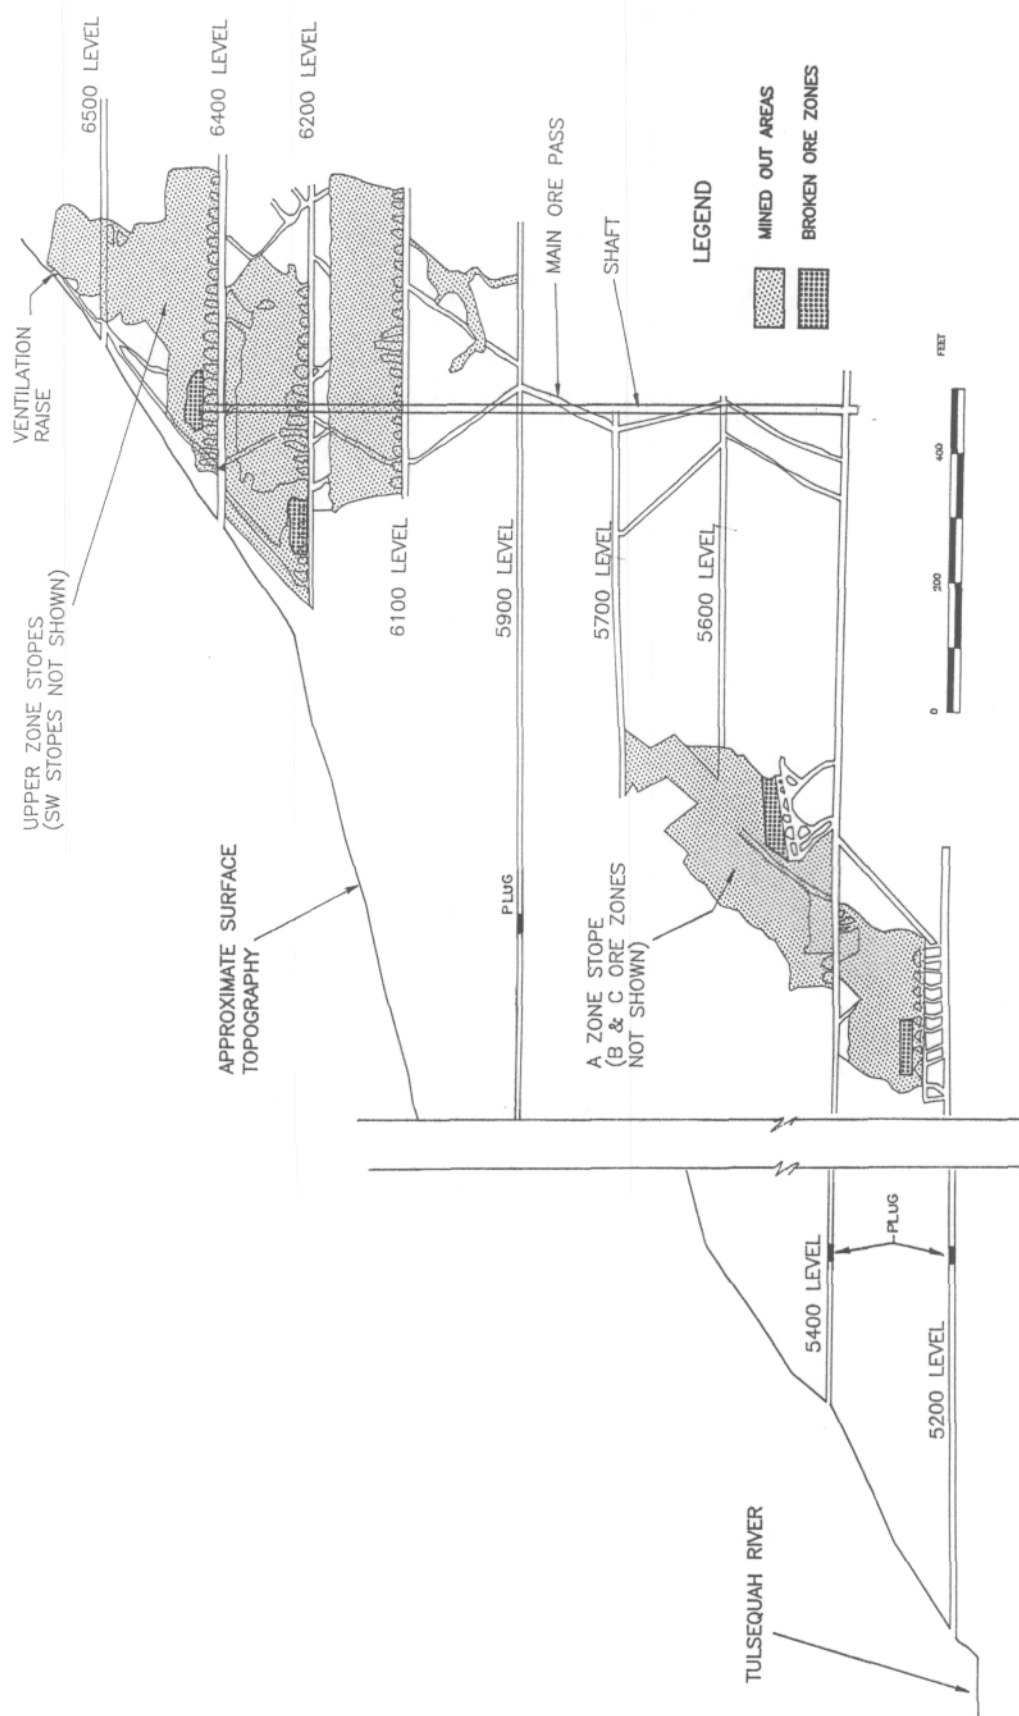 VENTILATION
RAISE
6500 LEVEL
6400 LEVEL
6200 LEVEL
UPPER ZONE STOPES
(SW STOPES NOT SHOWN)
6100 LEVEL
5900 LEVEL
MAIN ORE PASS
SHAFT
5700 LEVEL
5600 LEVEL
LEGEND
MINED OUT AREAS
BROKEN ORE ZONES
APPROXIMATE SURFACE
TOPOGRAPHY
PLUG
A ZONE STOPE
(B & C ORE ZONES
NOT SHOWN)
0
200
400
FEET
5400 LEVEL
PLUG
5200 LEVEL
TULSEQUAH RIVER